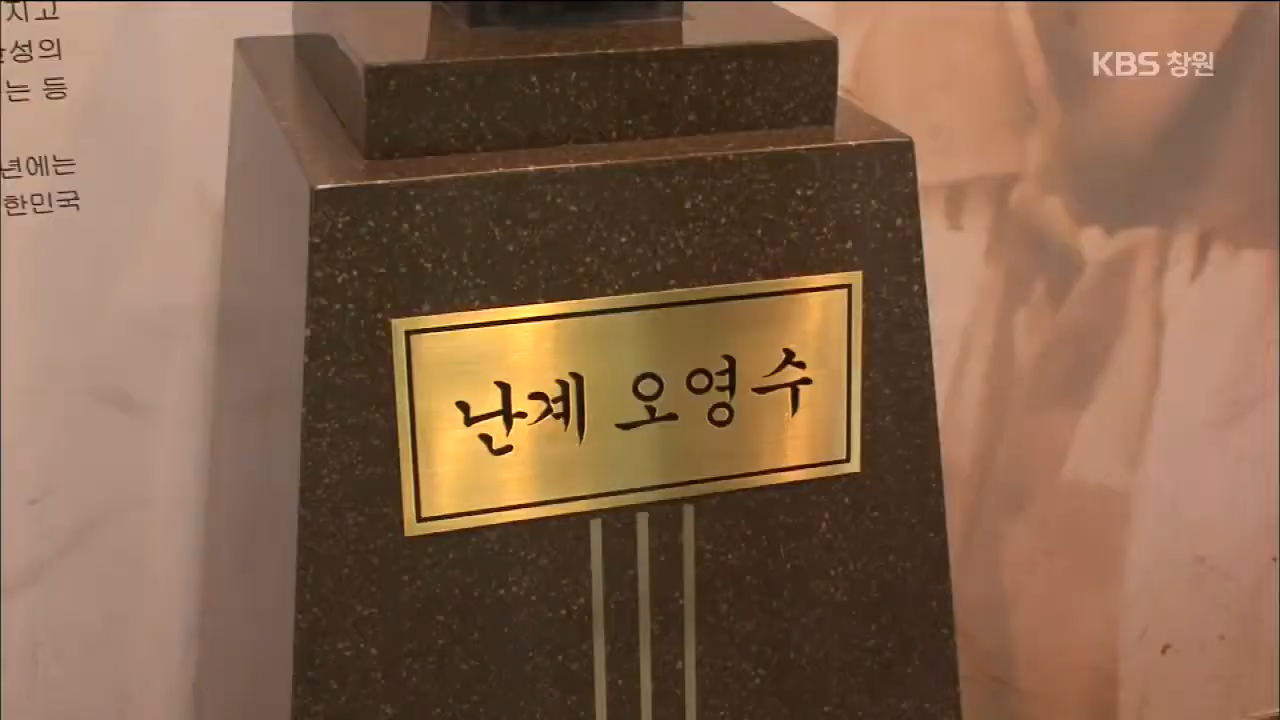 지고
성의
는 등
년에는
한민국
KBS 창원
난계 오영수